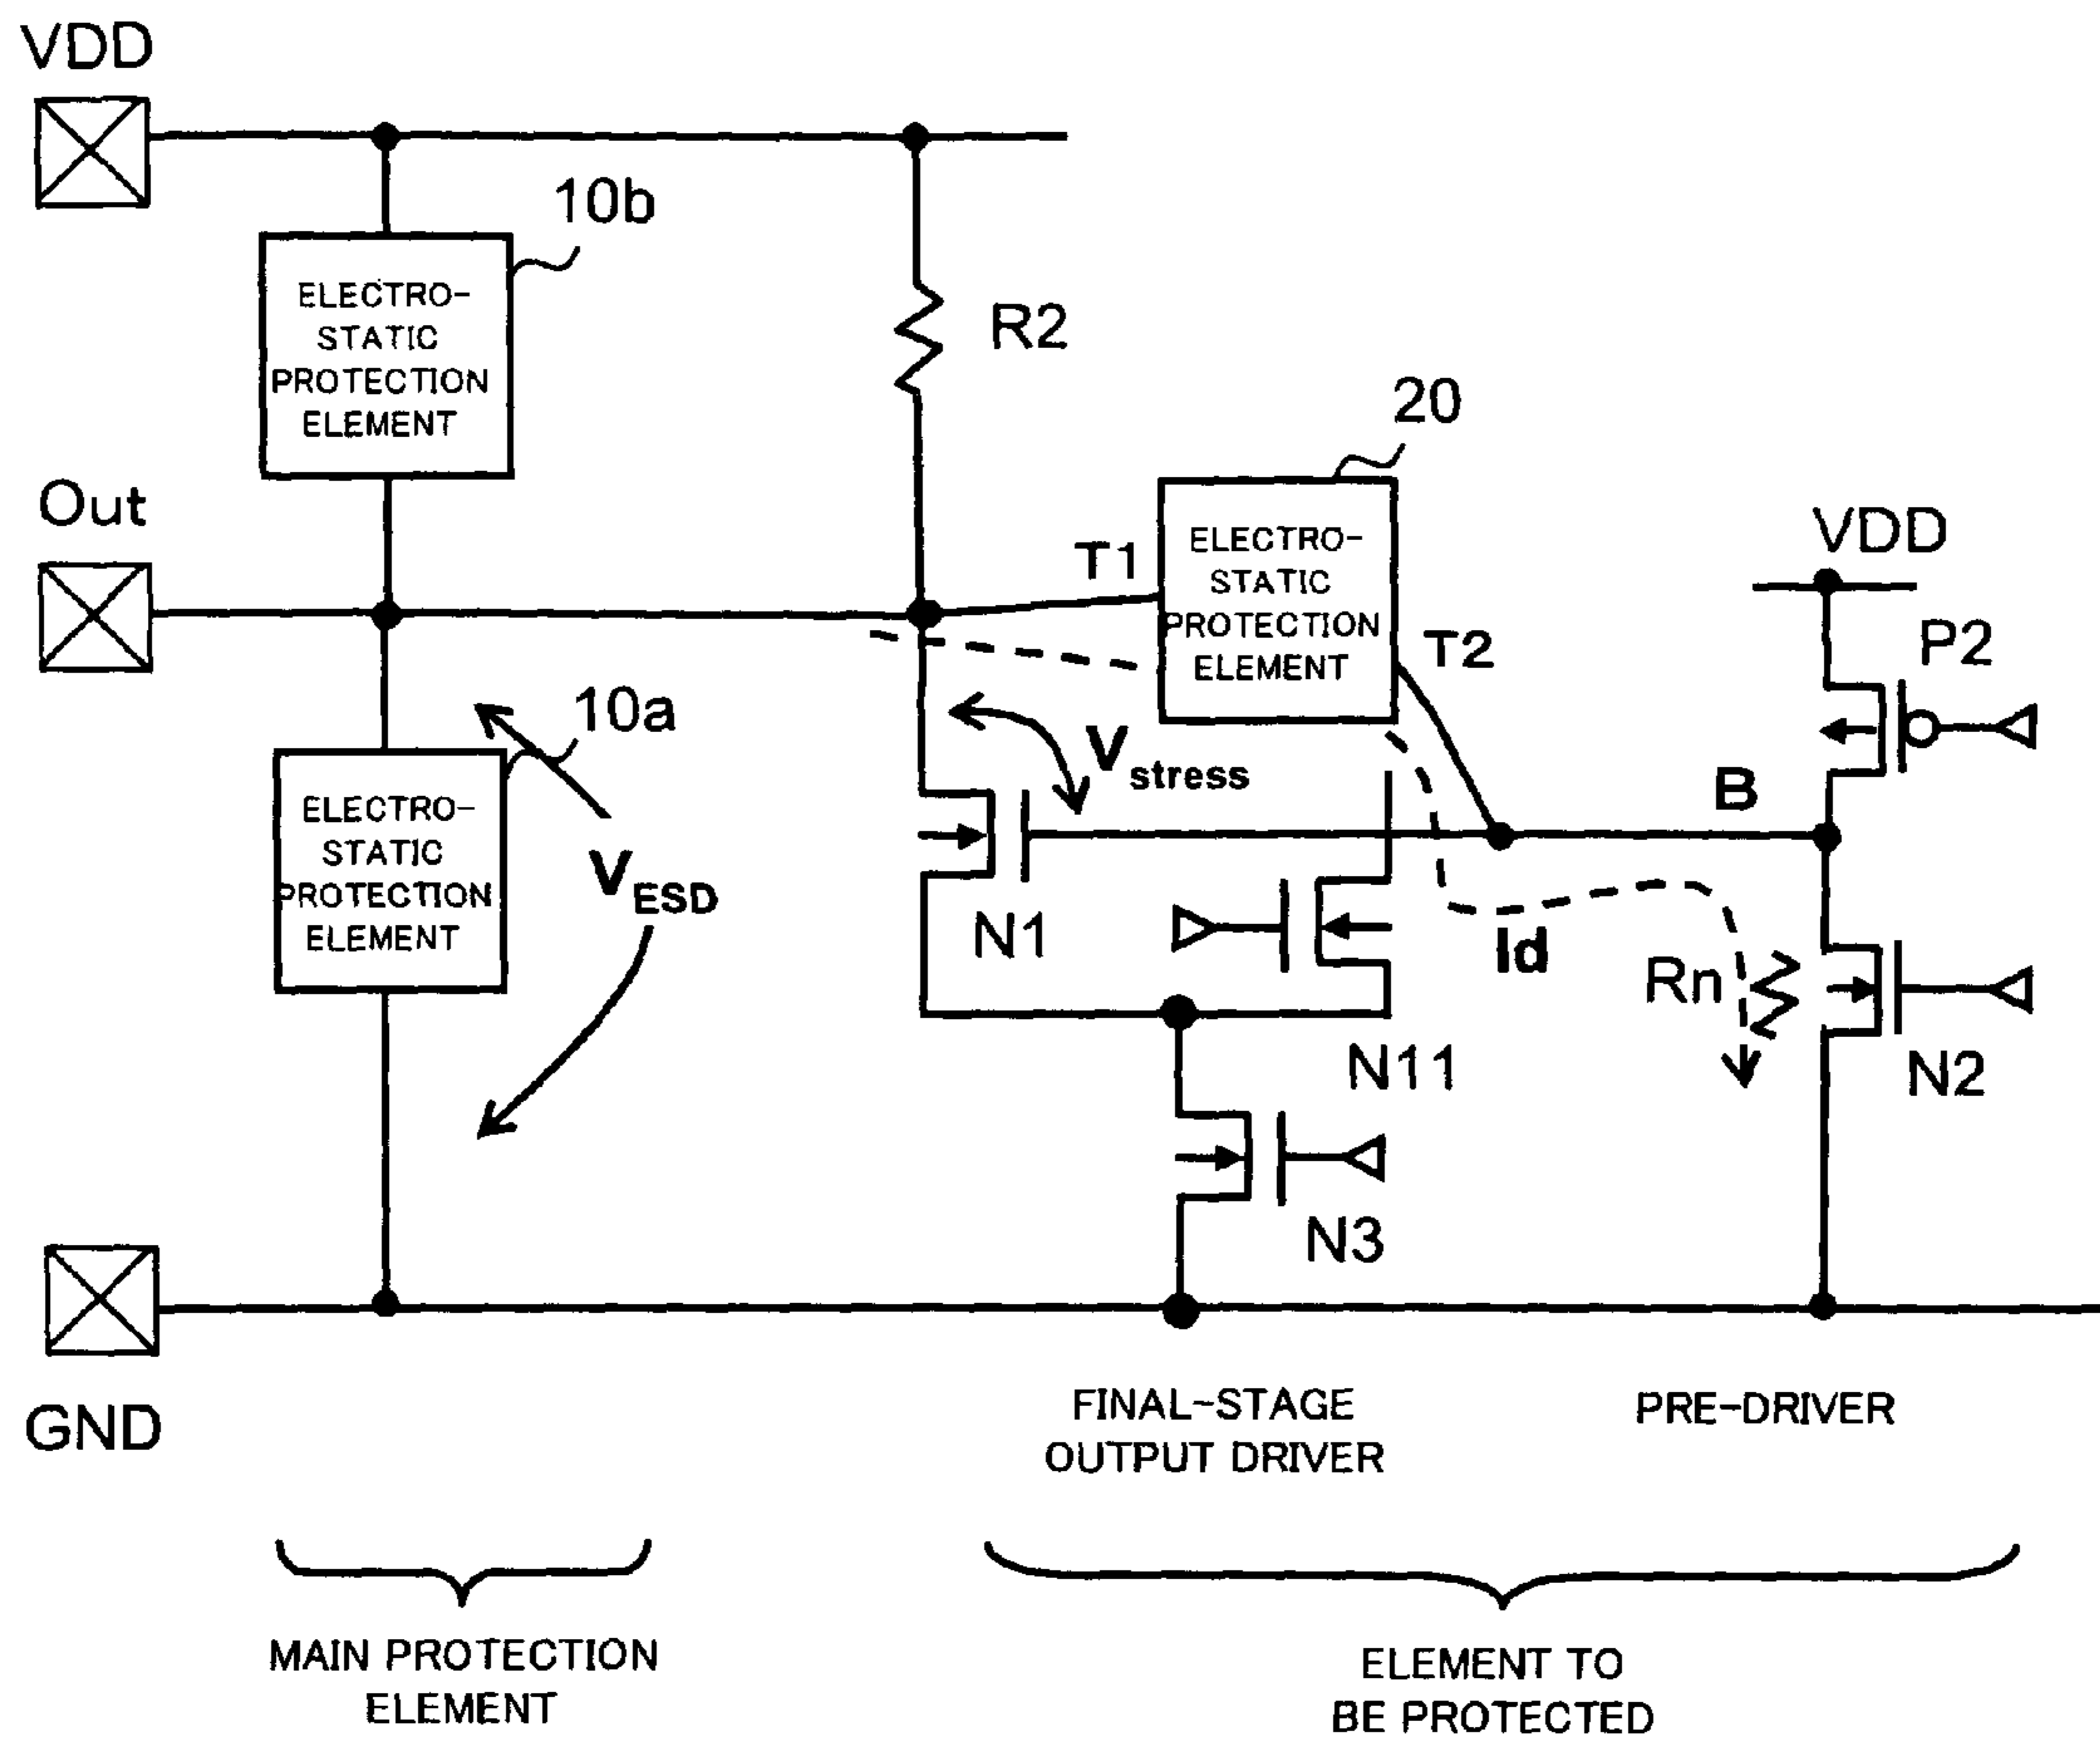 VDD
10b
ELECTRO-
STATIC
PROTECTION
ELEMENT
R2
20
Out
T1
ELECTRO-
STATIC
PROTECTION
ELEMENT
T2
VDD
P2
10a
Vstress
B
ELECTRO-
STATIC
PROTECTION
ELEMENT
VESD
N1
Id
Rn
N11
N2
N3
GND
FINAL-STAGE
OUTPUT DRIVER
PRE-DRIVER
MAIN PROTECTION
ELEMENT
ELEMENT TO
BE PROTECTED